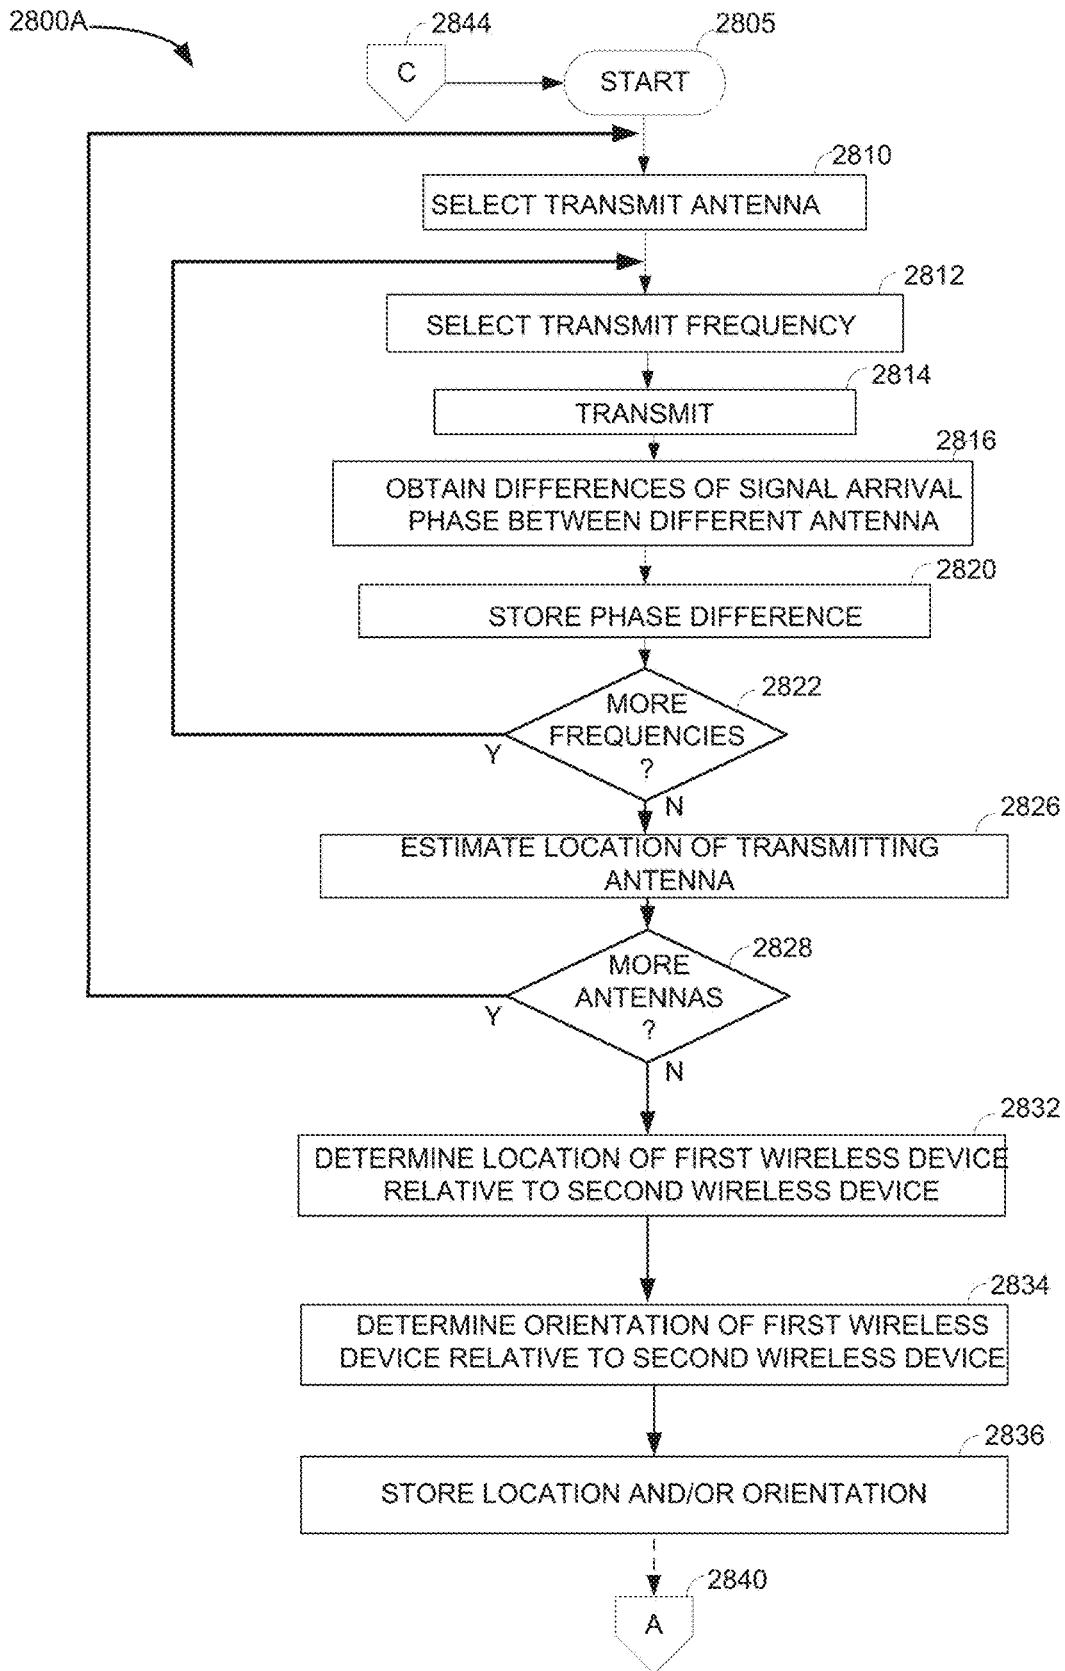 2800A
2844
2805
C
START
2810
SELECT TRANSMIT ANTENNA
2812
SELECT TRANSMIT FREQUENCY
2814
TRANSMIT
2816
OBTAIN DIFFERENCES OF SIGNAL ARRIVAL
PHASE BETWEEN DIFFERENT ANTENNA
2820
STORE PHASE DIFFERENCE
2822
MORE
FREQUENCIES
?
Y
N
2826
ESTIMATE LOCATION OF TRANSMITTING
ANTENNA
2828
MORE
ANTENNAS
?
Y
N
2832
DETERMINE LOCATION OF FIRST WIRELESS DEVICE
RELATIVE TO SECOND WIRELESS DEVICE
2834
DETERMINE ORIENTATION OF FIRST WIRELESS
DEVICE RELATIVE TO SECOND WIRELESS DEVICE
2836
STORE LOCATION AND/OR ORIENTATION
2840
A